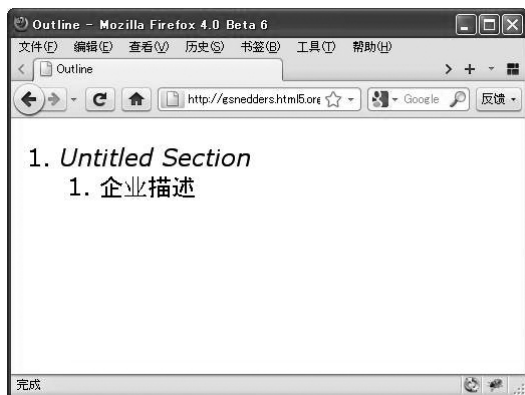 Outline - Mozilla Firefox 4.0 Beta 6
文件(F) 编辑(E) 查看(V) 历史(S) 书签(B) 工具(T) 帮助(H)
Outline
http://gsnedders.html5.org Google 反馈
1. Untitled Section
1. 企业描述
完成